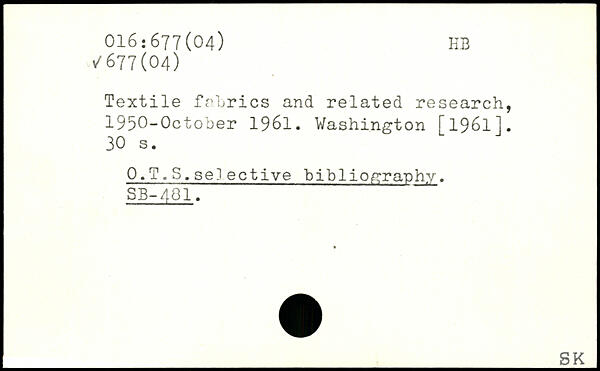 016:677(04) HB
√677(04)
Textile fabrics and related research,
1950-October 1961. Washington [1961].
30 s.
O.T.S.selective bibliography.
SB-481.
SK